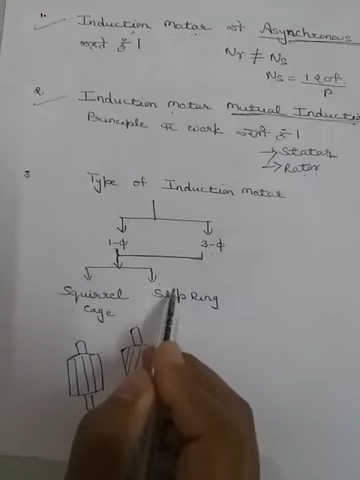 1. Induction Motor को Asynchronous
कहते हैं ।
Nr ≠ Ns
Ns = 120f
P
2. Induction Motor Mutual Induction
Principle पर work करती है ।
→ Stator
→ Rotor
3 Type of Induction Motor
1-Φ 3-Φ
Squirrel Slip Ring
Cage